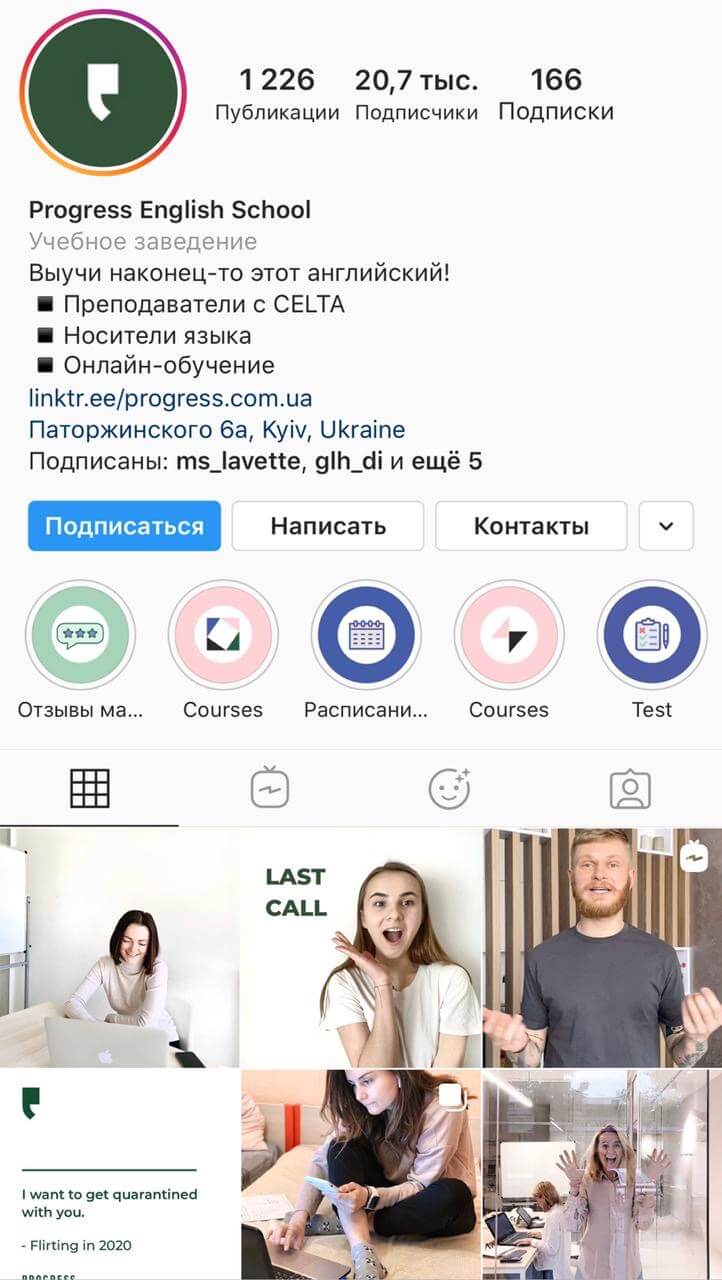 1 226 20,7 тыс. 166
Публикации Подписчики Подписки
Progress English School
Учебное заведение
Выучи наконец-то этот английский!
Преподаватели с CELTA
Носители языка
Онлайн-обучение
linktr.ee/progress.com.ua
Паторжинского 6а, Kyiv, Ukraine
Подписаны: ms_lavette, glh_di и ещё 5
Подписаться Написать Контакты
Отзывы ма... Courses Расписани... Courses Test
LAST
CALL
I want to get quarantined
with you.
- Flirting in 2020
PROGRESS